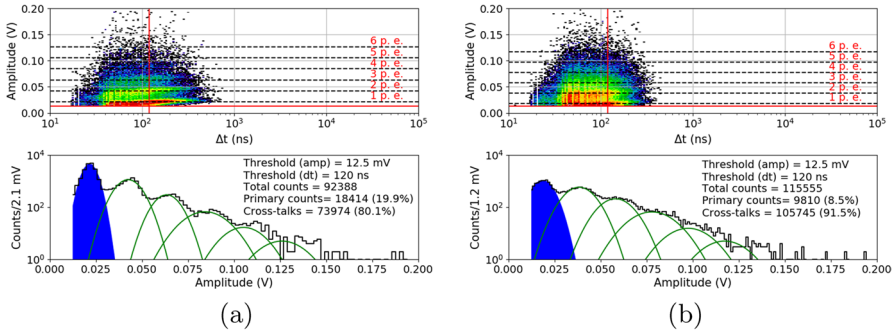 Amplitude (V)
0.20
0.15
0.10
0.05
0.00
6 p. e.
5 p. e.
4 p. e.
3 p. e.
2 p. e.
1 p. e.
10^1 10^2 10^3 10^4 10^5
Δt (ns)
Counts/2.1 mV
10^4
10^2
10^0
Threshold (amp) = 12.5 mV
Threshold (dt) = 120 ns
Total counts = 92388
Primary counts= 18414 (19.9%)
Cross-talks = 73974 (80.1%)
0.000 0.025 0.050 0.075 0.100 0.125 0.150 0.175 0.200
Amplitude (V)
(a)
Amplitude (V)
0.20
0.15
0.10
0.05
0.00
6 p. e.
5 p. e.
4 p. e.
3 p. e.
2 p. e.
1 p. e.
10^1 10^2 10^3 10^4 10^5
Δt (ns)
Counts/1.2 mV
10^4
10^2
10^0
Threshold (amp) = 12.5 mV
Threshold (dt) = 120 ns
Total counts = 115555
Primary counts= 9810 (8.5%)
Cross-talks = 105745 (91.5%)
0.000 0.025 0.050 0.075 0.100 0.125 0.150 0.175 0.200
Amplitude (V)
(b)